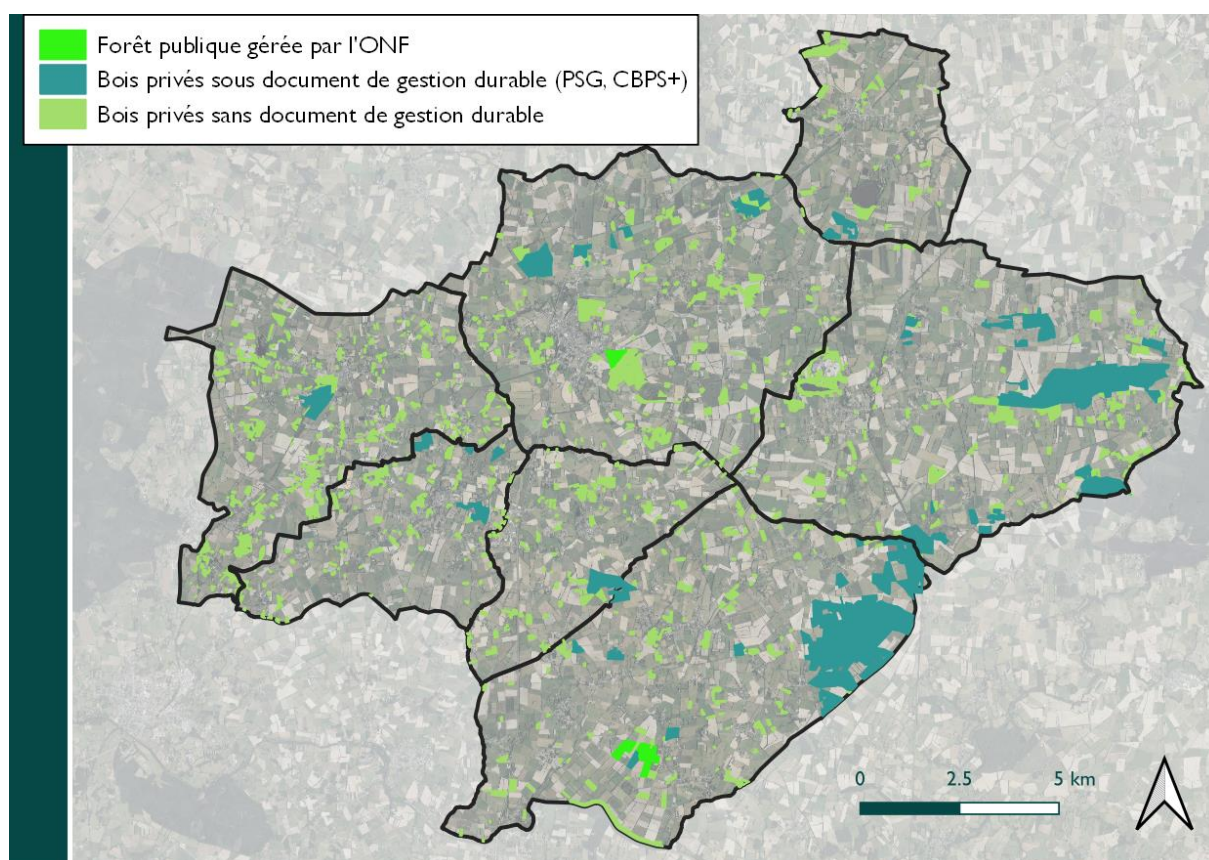 Forêt publique gérée par l'ONF
Bois privés sous document de gestion durable (PSG, CBPS+)
Bois privés sans document de gestion durable
0 2.5 5 km